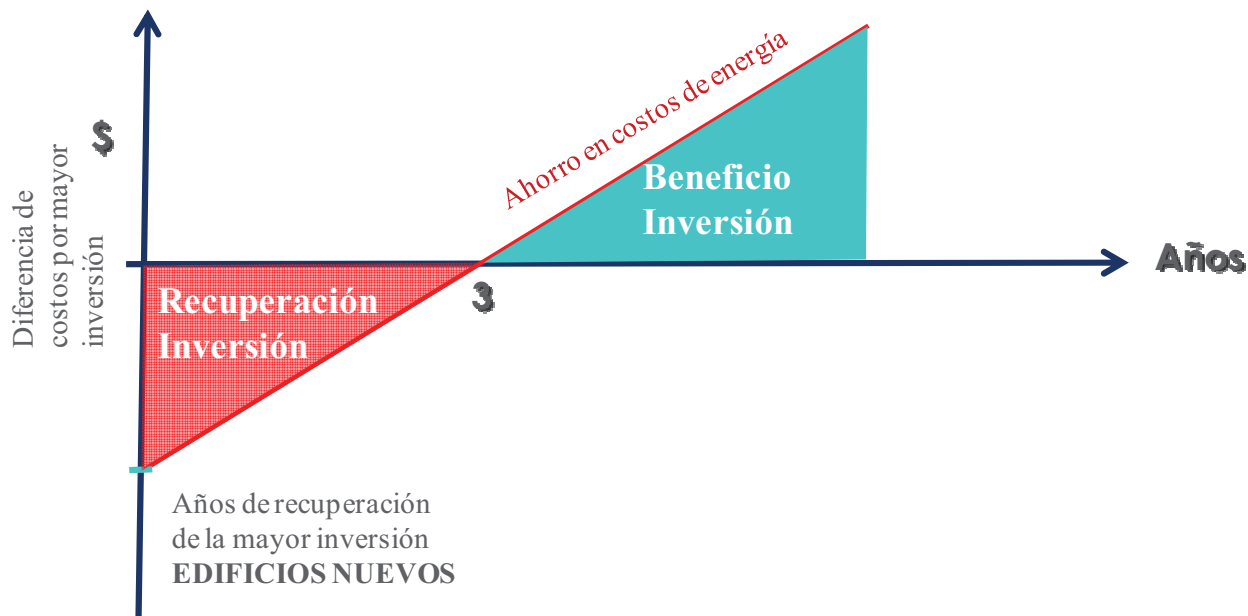 Ahorro en costos de energía
$
Diferencia de
costos por mayor
inversión
Beneficio
Inversión
Años
Recuperación
Inversión
3
Años de recuperación
de la mayor inversión
EDIFICIOS NUEVOS